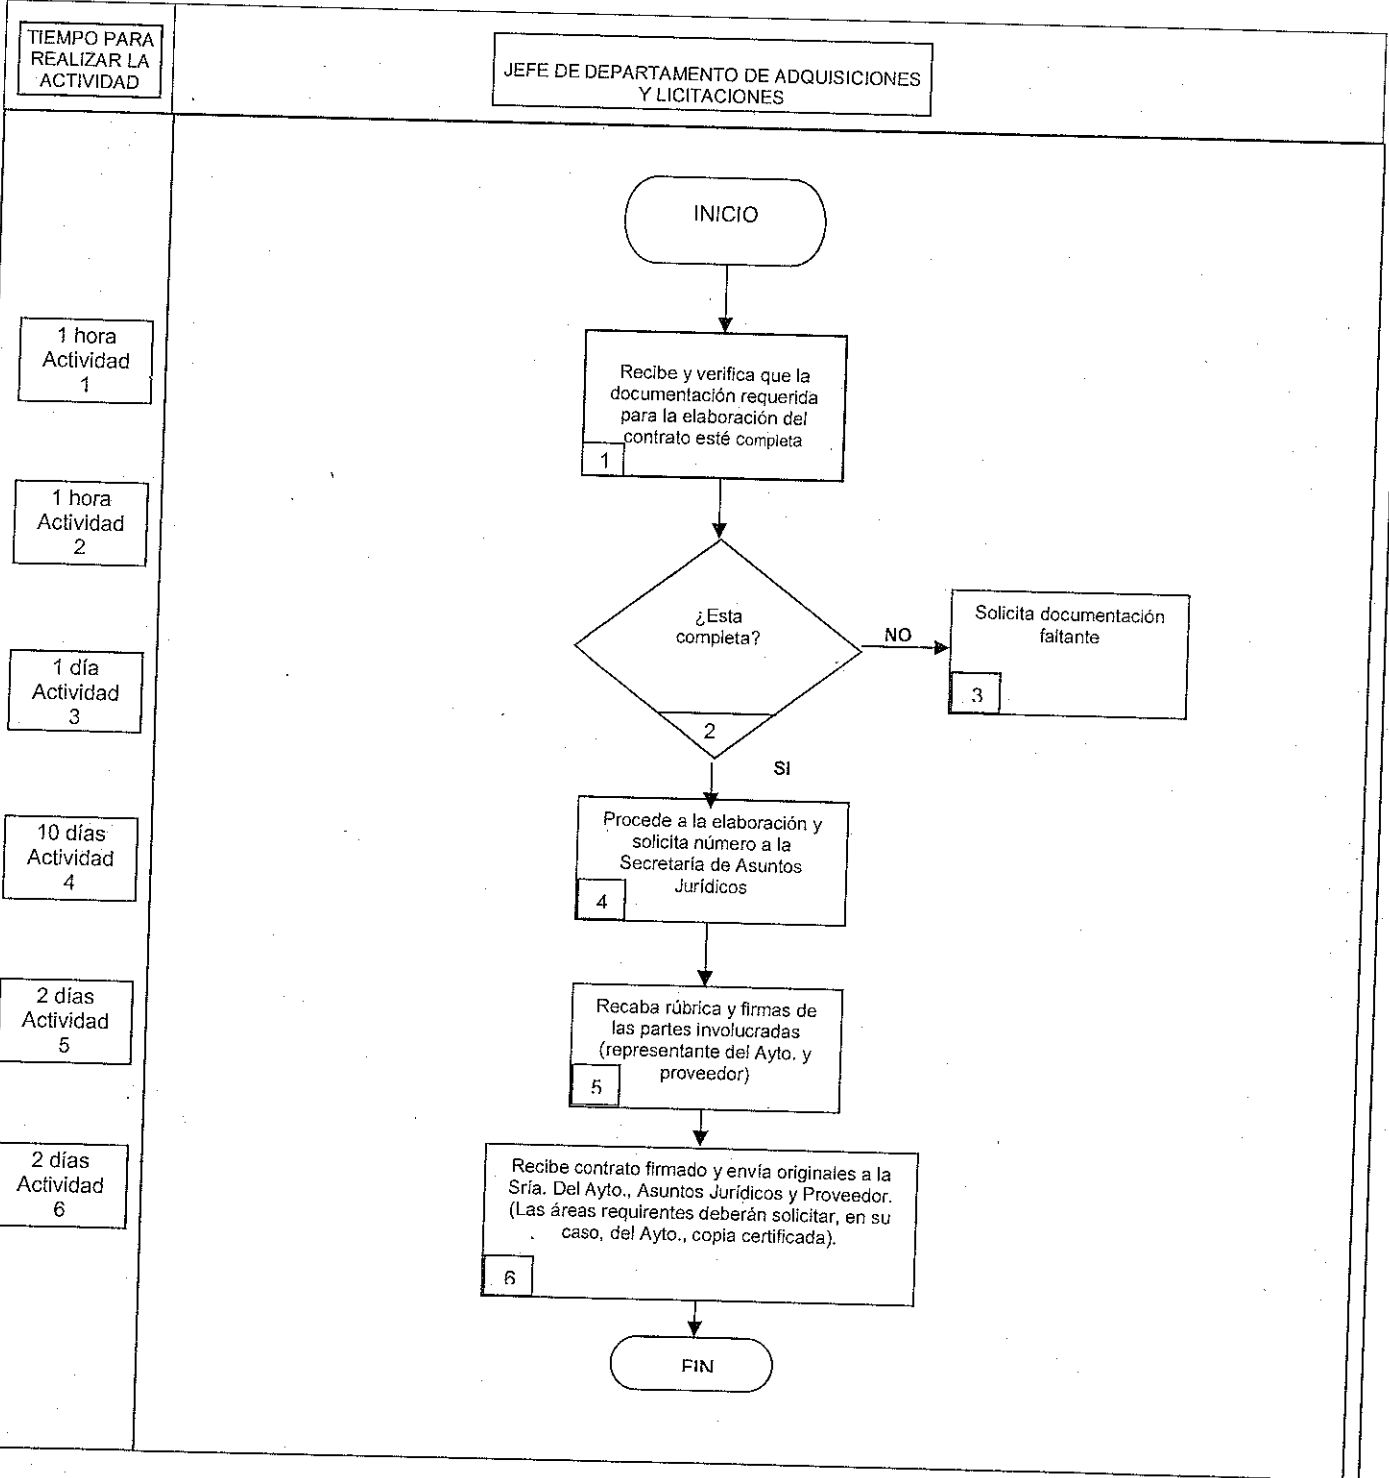 TIEMPO PARA
REALIZAR LA
ACTIVIDAD
JEFE DE DEPARTAMENTO DE ADQUISICIONES
Y LICITACIONES
INICIO
1 hora
Actividad
1
Recibe y verifica que la
documentación requerida
para la elaboración del
contrato esté completa
1
1 hora
Actividad
2
¿Esta
completa?
2
NO
Solicita documentación
faltante
3
1 día
Actividad
3
SI
10 días
Actividad
4
Procede a la elaboración y
solicita número a la
Secretaría de Asuntos
Jurídicos
4
2 días
Actividad
5
Recaba rúbrica y firmas de
las partes involucradas
(representante del Ayto. y
proveedor)
5
2 días
Actividad
6
Recibe contrato firmado y envía originales a la
Sría. Del Ayto., Asuntos Jurídicos y Proveedor.
(Las áreas requirentes deberán solicitar, en su
caso, del Ayto., copia certificada).
6
FIN